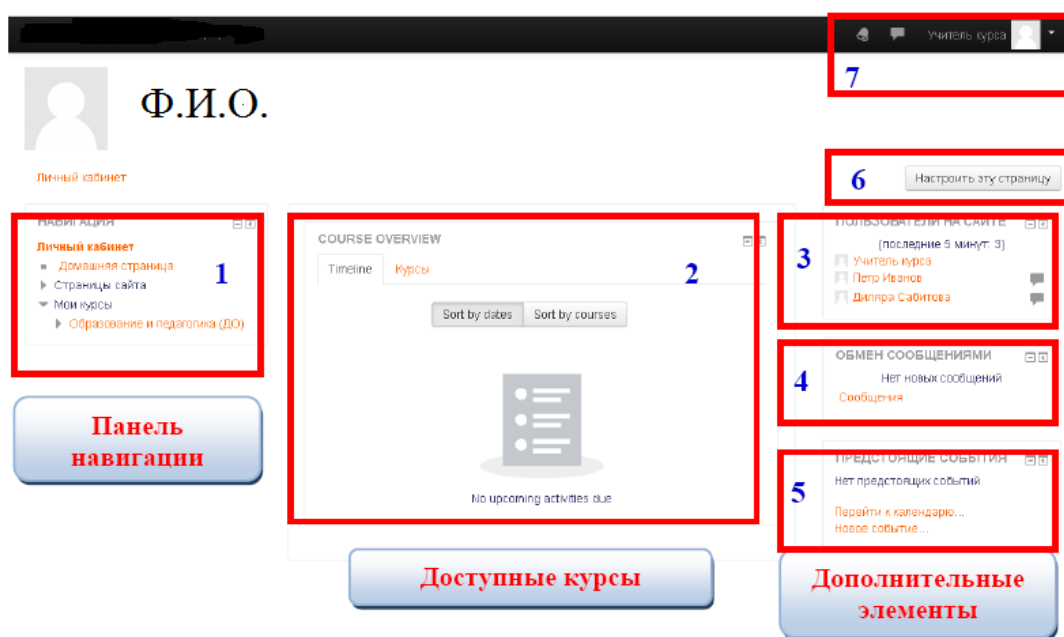 Учитель курса
7
Ф.И.О.
Личный кабинет
6
Настроить эту страницу
НАВИГАЦИЯ
Личный кабинет
Домашняя страница
1
Страницы сайта
Мои курсы
Образование и педагогика (ДО)
Панель
навигации
COURSE OVERVIEW
Timeline Курсы
2
Sort by dates Sort by courses
No upcoming activities due
Доступные курсы
ПОЛЬЗОВАТЕЛИ НА САЙТЕ
(последние 5 минут: 3)
3
Учитель курса
Петр Иванов
Диляра Сабитова
ОБМЕН СООБЩЕНИЯМИ
4
Нет новых сообщений
Сообщения
ПРЕДСТОЯЩИЕ СОБЫТИЯ
Нет предстоящих событий
5
Перейти к календарю...
Новое событие...
Дополнительные
элементы